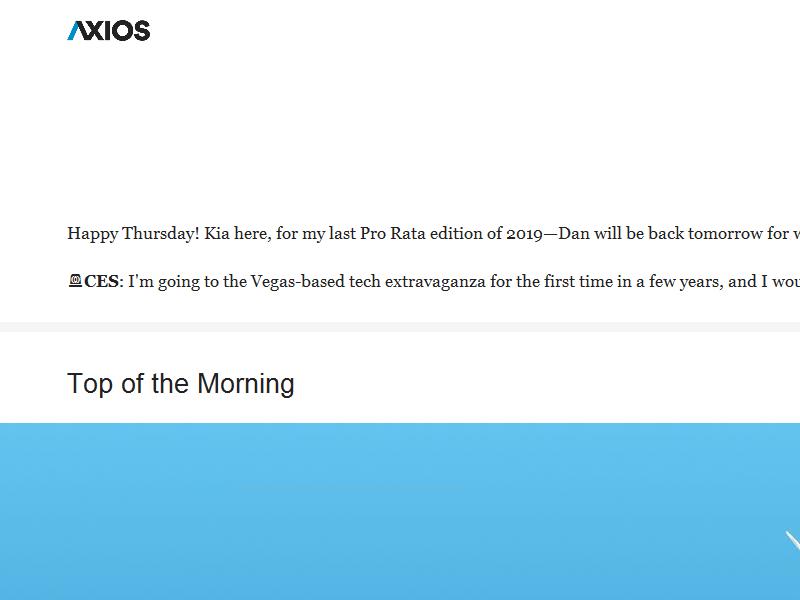 AXIOS
Happy Thursday! Kia here, for my last Pro Rata edition of 2019—Dan will be back tomorrow for
CES: I'm going to the Vegas-based tech extravaganza for the first time in a few years, and I
Top of the Morning